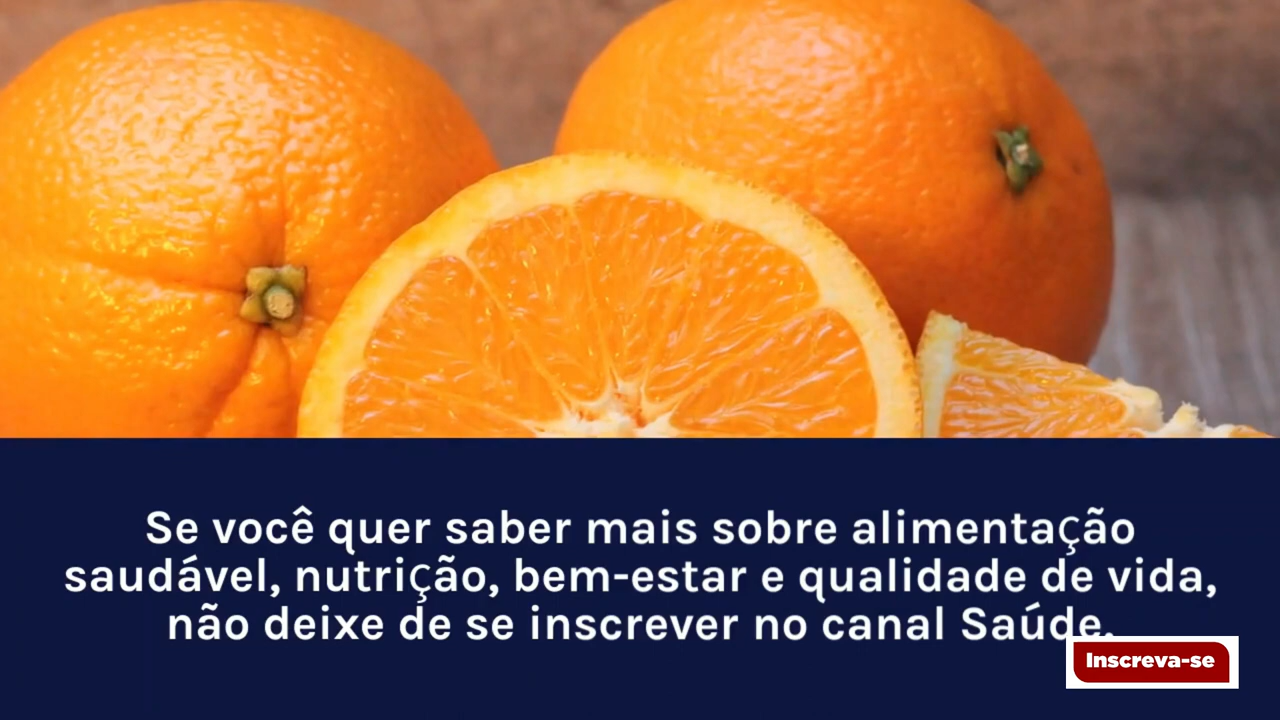 Se você quer saber mais sobre alimentação
saudável, nutrição, bem-estar e qualidade de vida,
não deixe de se inscrever no canal Saúde.
Inscreva-se